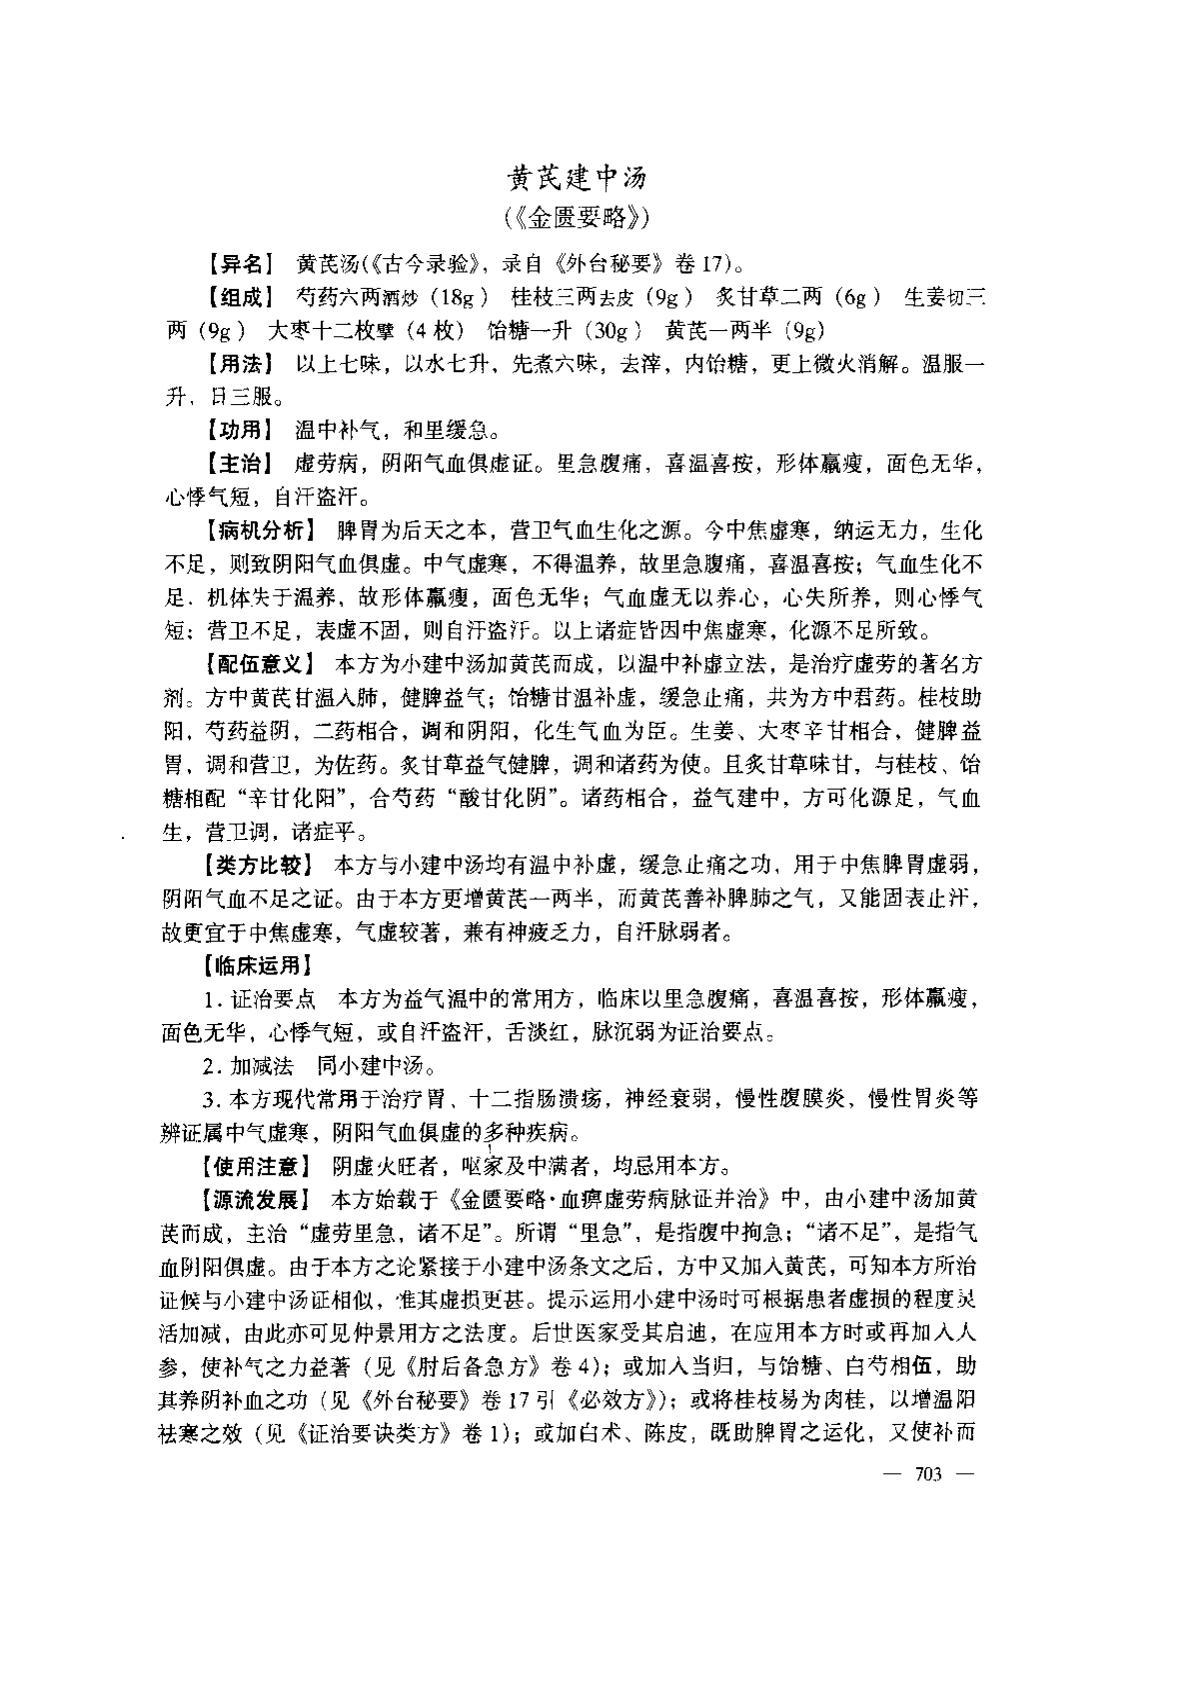 黄芪建中汤
(《金匮要略》)
【异名】 黄芪汤(《古今录验》，录自《外台秘要》卷17)。
【组成】 芍药六两酒炒（18g） 桂枝三两去皮（9g） 炙甘草二两（6g） 生姜切三
两（9g） 大枣十二枚擘（4枚） 饴糖一升（30g） 黄芪一两半（9g）
【用法】 以上七味，以水七升，先煮六味，去滓，内饴糖，更上微火消解。温服一
升，日三服。
【功用】 温中补气，和里缓急。
【主治】 虚劳病，阴阳气血俱虚证。里急腹痛，喜温喜按，形体羸瘦，面色无华，
心悸气短，自汗盗汗。
【病机分析】 脾胃为后天之本，营卫气血生化之源。今中焦虚寒，纳运无力，生化
不足，则致阴阳气血俱虚。中气虚寒，不得温养，故里急腹痛，喜温喜按；气血生化不
足．机体失于温养，故形体羸瘦，面色无华；气血虚无以养心，心失所养，则心悸气
短；营卫不足，表虚不固，则自汗盗汗。以上诸症皆因中焦虚寒，化源不足所致。
【配伍意义】 本方为小建中汤加黄芪而成，以温中补虚立法，是治疗虚劳的著名方
剂。方中黄芪甘温入肺，健脾益气；饴糖甘温补虚，缓急止痛，共为方中君药。桂枝助
阳，芍药益阴，二药相合，调和阴阳，化生气血为臣。生姜、大枣辛甘相合，健脾益
胃，调和营卫，为佐药。炙甘草益气健脾，调和诸药为使。且炙甘草味甘，与桂枝、饴
糖相配“辛甘化阳”，合芍药“酸甘化阴”。诸药相合，益气建中，方可化源足，气血
生，营卫调，诸症平。
【类方比较】 本方与小建中汤均有温中补虚，缓急止痛之功，用于中焦脾胃虚弱，
阴阳气血不足之证。由于本方更增黄芪一两半，而黄芪善补脾肺之气，又能固表止汗，
故更宜于中焦虚寒，气虚较著，兼有神疲乏力，自汗脉弱者。
【临床运用】
1. 证治要点 本方为益气温中的常用方，临床以里急腹痛，喜温喜按，形体羸瘦，
面色无华，心悸气短，或自汗盗汗，舌淡红，脉沉弱为证治要点。
2. 加减法 同小建中汤。
3. 本方现代常用于治疗胃、十二指肠溃疡，神经衰弱，慢性腹膜炎，慢性胃炎等
辨证属中气虚寒，阴阳气血俱虚的多种疾病。
【使用注意】 阴虚火旺者，呕家及中满者，均忌用本方。
【源流发展】 本方始载于《金匮要略·血痹虚劳病脉证并治》中，由小建中汤加黄
芪而成，主治“虚劳里急，诸不足”。所谓“里急”，是指腹中拘急；“诸不足”，是指气
血阴阳俱虚。由于本方之论紧接于小建中汤条文之后，方中又加入黄芪，可知本方所治
证候与小建中汤证相似，惟其虚损更甚。提示运用小建中汤时可根据患者虚损的程度灵
活加减，由此亦可见仲景用方之法度。后世医家受其启迪，在应用本方时或再加入人
参，使补气之力益著（见《肘后备急方》卷4）；或加入当归，与饴糖、白芍相伍，助
其养阴补血之功（见《外台秘要》卷17引《必效方》）；或将桂枝易为肉桂，以增温阳
祛寒之效（见《证治要诀类方》卷1）；或加白术、陈皮，既助脾胃之运化，又使补而
— 703 —